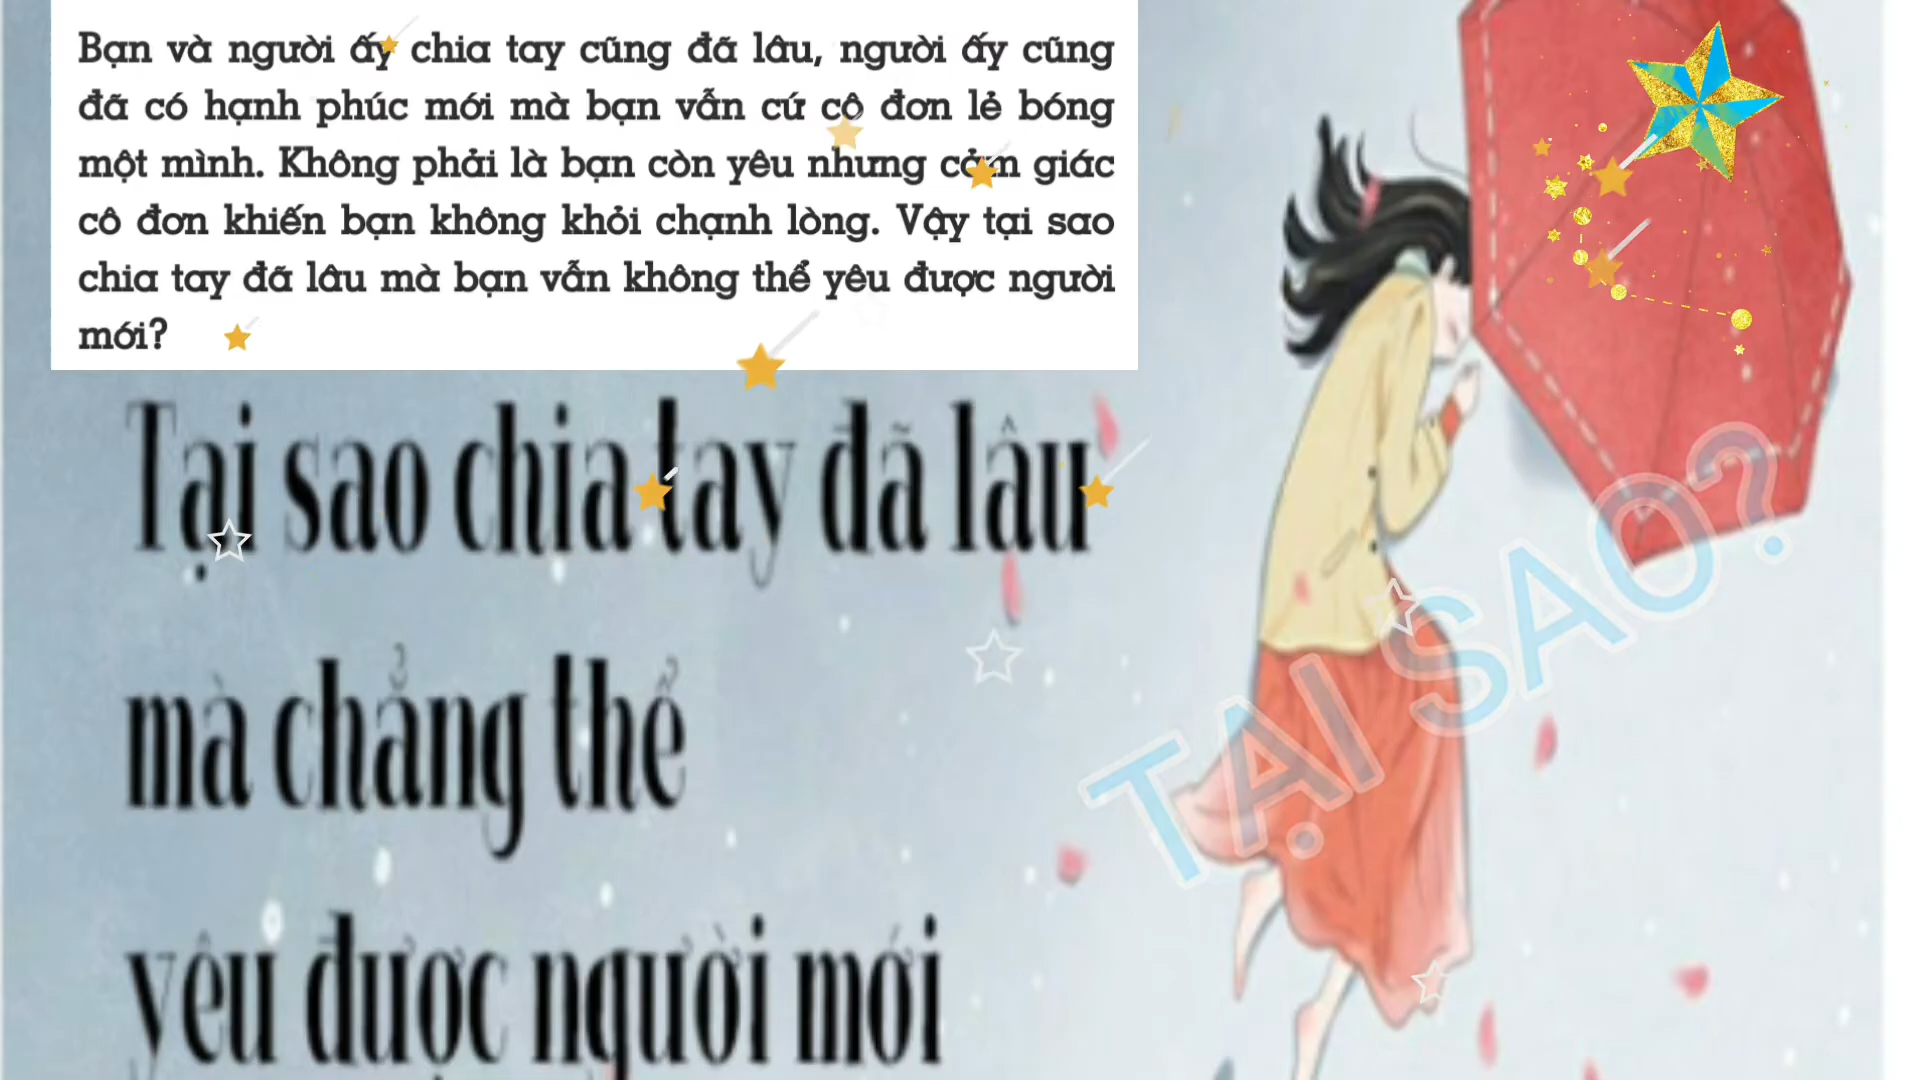 Bạn và người ấy chia tay cũng đã lâu, người ấy cũng
đã có hạnh phúc mới mà bạn vẫn cứ cô đơn lẻ bóng
một mình. Không phải là bạn còn yêu nhưng cảm giác
cô đơn khiến bạn không khỏi chạnh lòng. Vậy tại sao
chia tay đã lâu mà bạn vẫn không thể yêu được người
mới?
Tại sao chia tay đã lâu
mà chẳng thể
yêu được người mới
TẠI SAO?